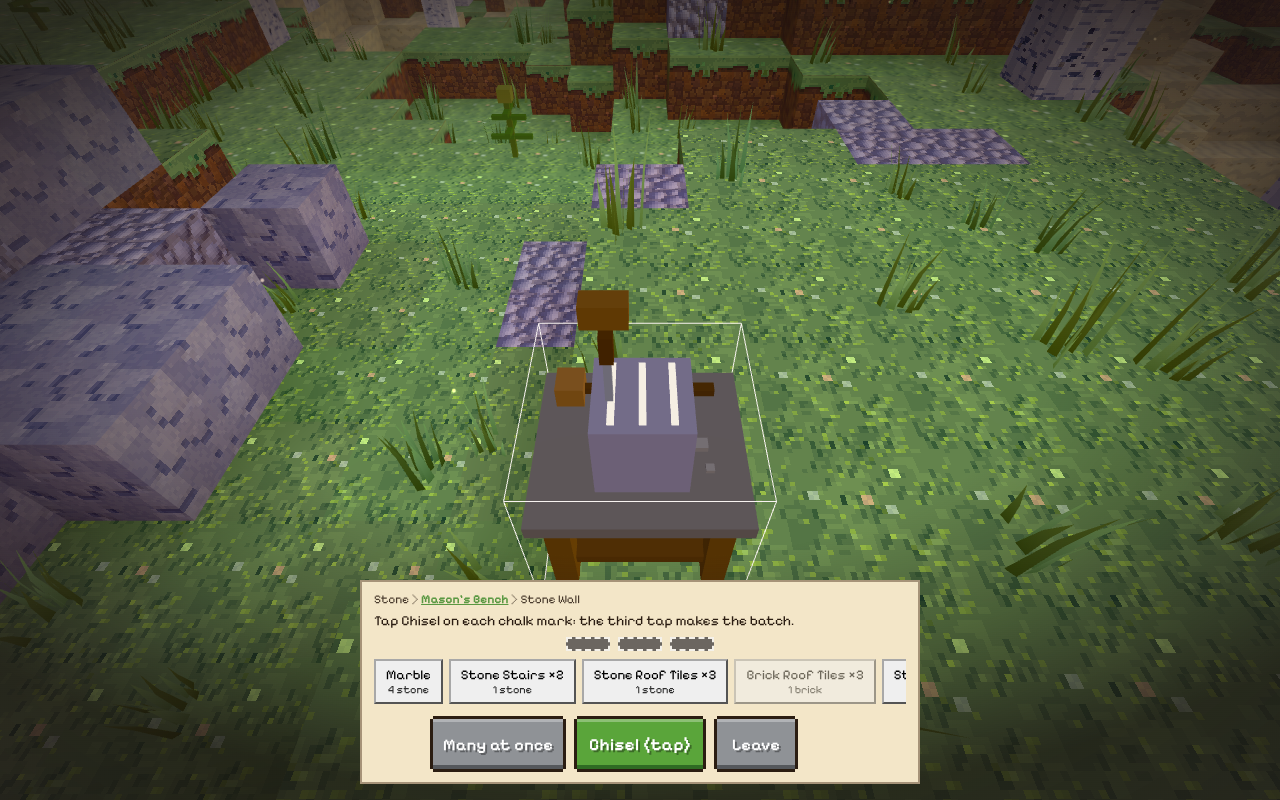 Stone > Mason's Bench > Stone Wall
Tap Chisel on each chalk mark: the third tap makes the batch.
Marble
4 stone
Stone Stairs ×2
1 stone
Stone Roof Tiles ×3
1 stone
Brick Roof Tiles ×3
1 brick
St
Many at once
Chisel (tap)
Leave